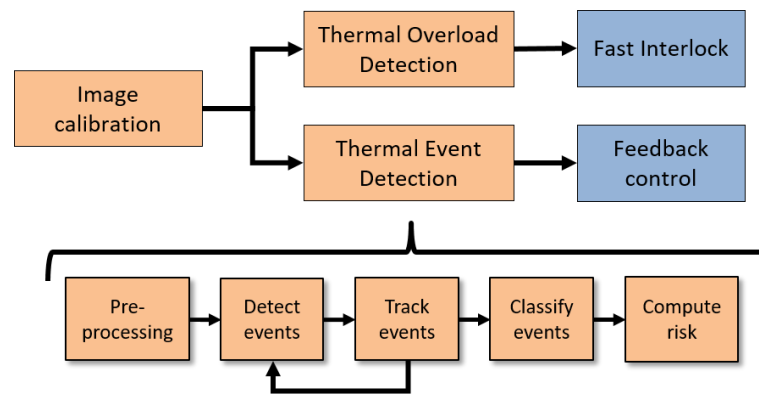 Image
calibration
Thermal Overload
Detection
Fast Interlock
Thermal Event
Detection
Feedback
control
Pre-
processing
Detect
events
Track
events
Classify
events
Compute
risk